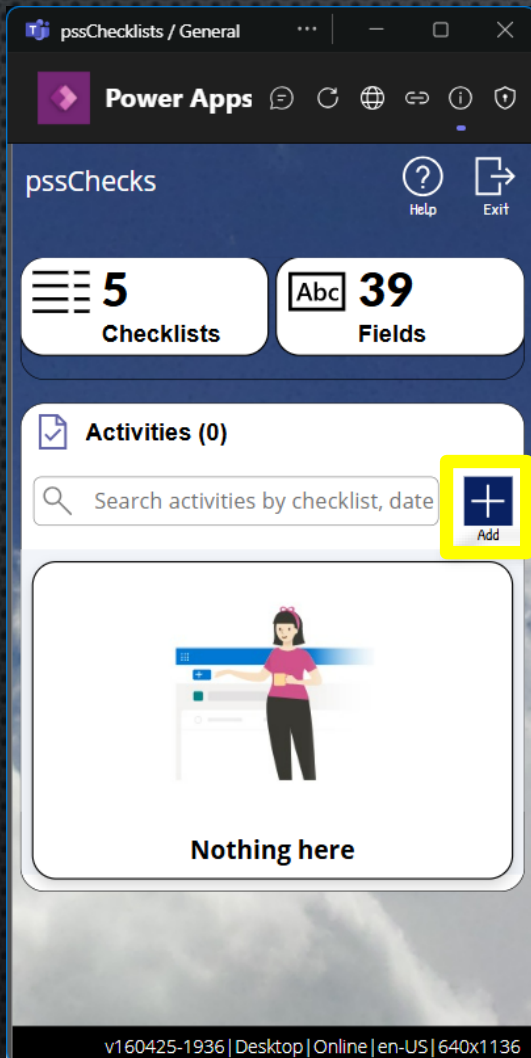 pssChecklists / General
Power Apps
pssChecks
Help
Exit
5
Checklists
Abc
39
Fields
Activities (0)
Search activities by checklist, date
Add
Nothing here
v160425-1936|Desktop|Online|en-US|640x1136